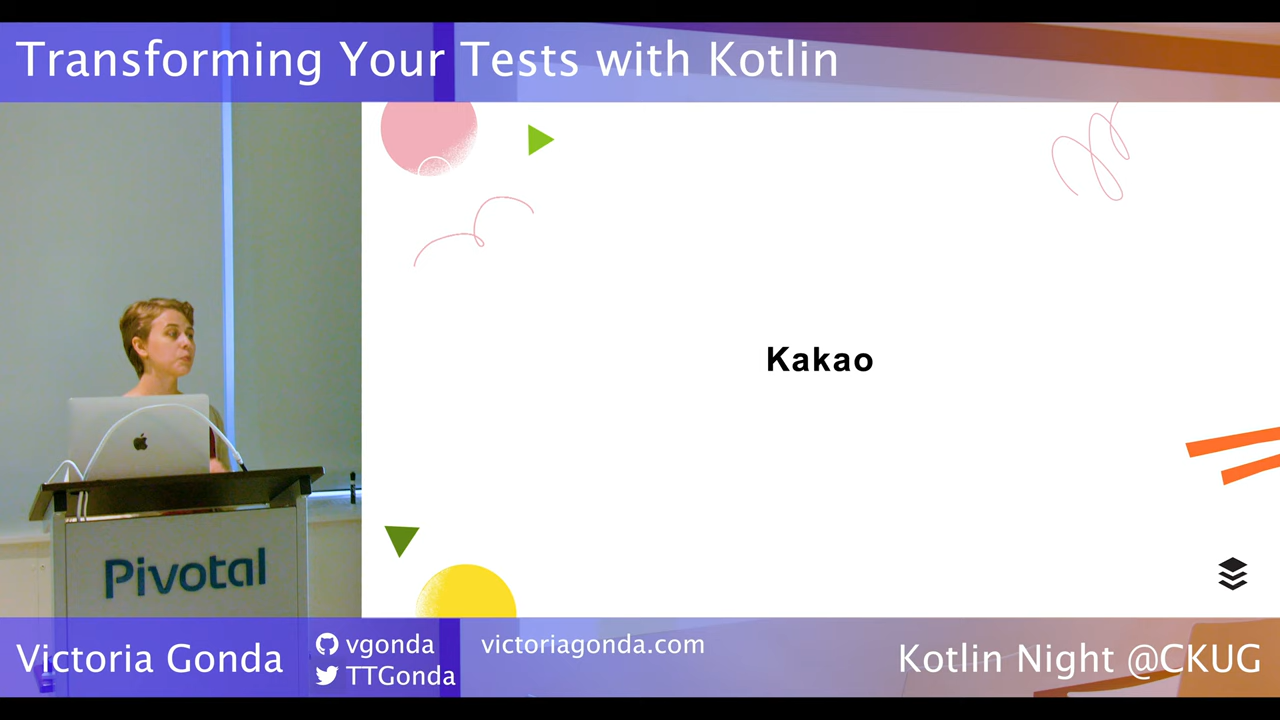 Transforming Your Tests with Kotlin
Kakao
Pivotal
Victoria Gonda
vgonda
TTGonda
victoriagonda.com
Kotlin Night @CKUG